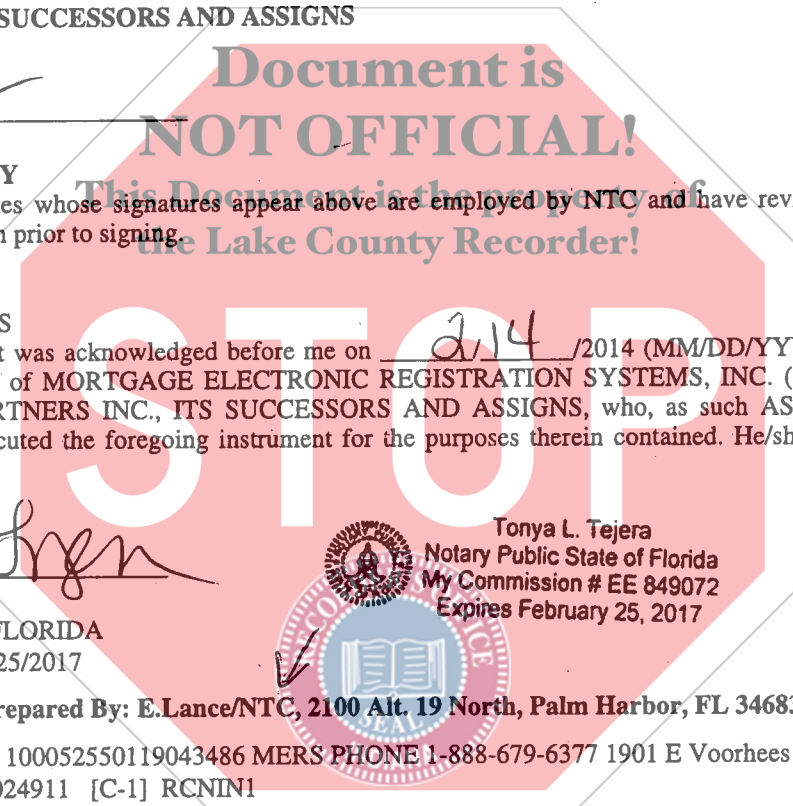 SUCCESSORS AND ASSIGNS
Document is
NOT OFFICIAL!
Y
This Document is the property of
es whose signatures appear above are employed by NTC and have rev
the Lake County Recorder!
n prior to signing.
S
t was acknowledged before me on 2/14 /2014 (MM/DD/YY
of MORTGAGE ELECTRONIC REGISTRATION SYSTEMS, INC. (
RTNERS INC., ITS SUCCESSORS AND ASSIGNS, who, as such AS
cuted the foregoing instrument for the purposes therein contained. He/sh
STOP
Tonya L. Tejera
Notary Public State of Florida
My Commission # EE 849072
Expires February 25, 2017
FLORIDA
25/2017
SEAL
repared By: E.Lance/NTC, 2100 Alt. 19 North, Palm Harbor, FL 34683
100052550119043486 MERS PHONE 1-888-679-6377 1901 E Voorhees
024911 [C-1] RCNIN1